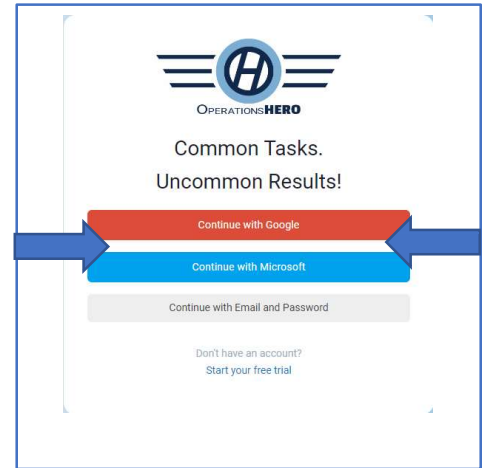 OPERATIONSHERO
Common Tasks.
Uncommon Results!
Continue with Google
Continue with Microsoft
Continue with Email and Password
Don't have an account?
Start your free trial